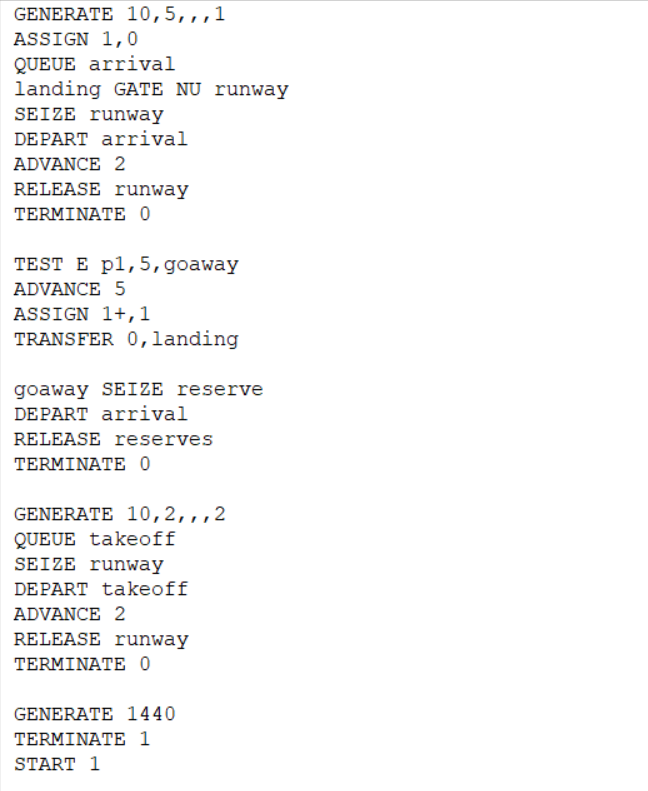 GENERATE 10,5,,,1
ASSIGN 1,0
QUEUE arrival
landing GATE NU runway
SEIZE runway
DEPART arrival
ADVANCE 2
RELEASE runway
TERMINATE 0
TEST E p1,5,goaway
ADVANCE 5
ASSIGN 1+,1
TRANSFER 0,landing
goaway SEIZE reserve
DEPART arrival
RELEASE reserves
TERMINATE 0
GENERATE 10,2,,,2
QUEUE takeoff
SEIZE runway
DEPART takeoff
ADVANCE 2
RELEASE runway
TERMINATE 0
GENERATE 1440
TERMINATE 1
START 1